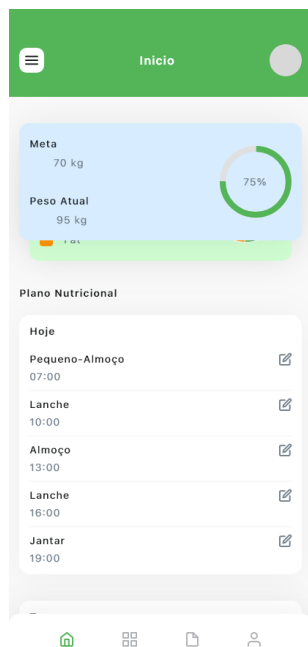 Inicio
Meta
70 kg
75%
Peso Atual
95 kg
Plano Nutricional
Hoje
Pequeno-Almoço
07:00
Lanche
10:00
Almoço
13:00
Lanche
16:00
Jantar
19:00